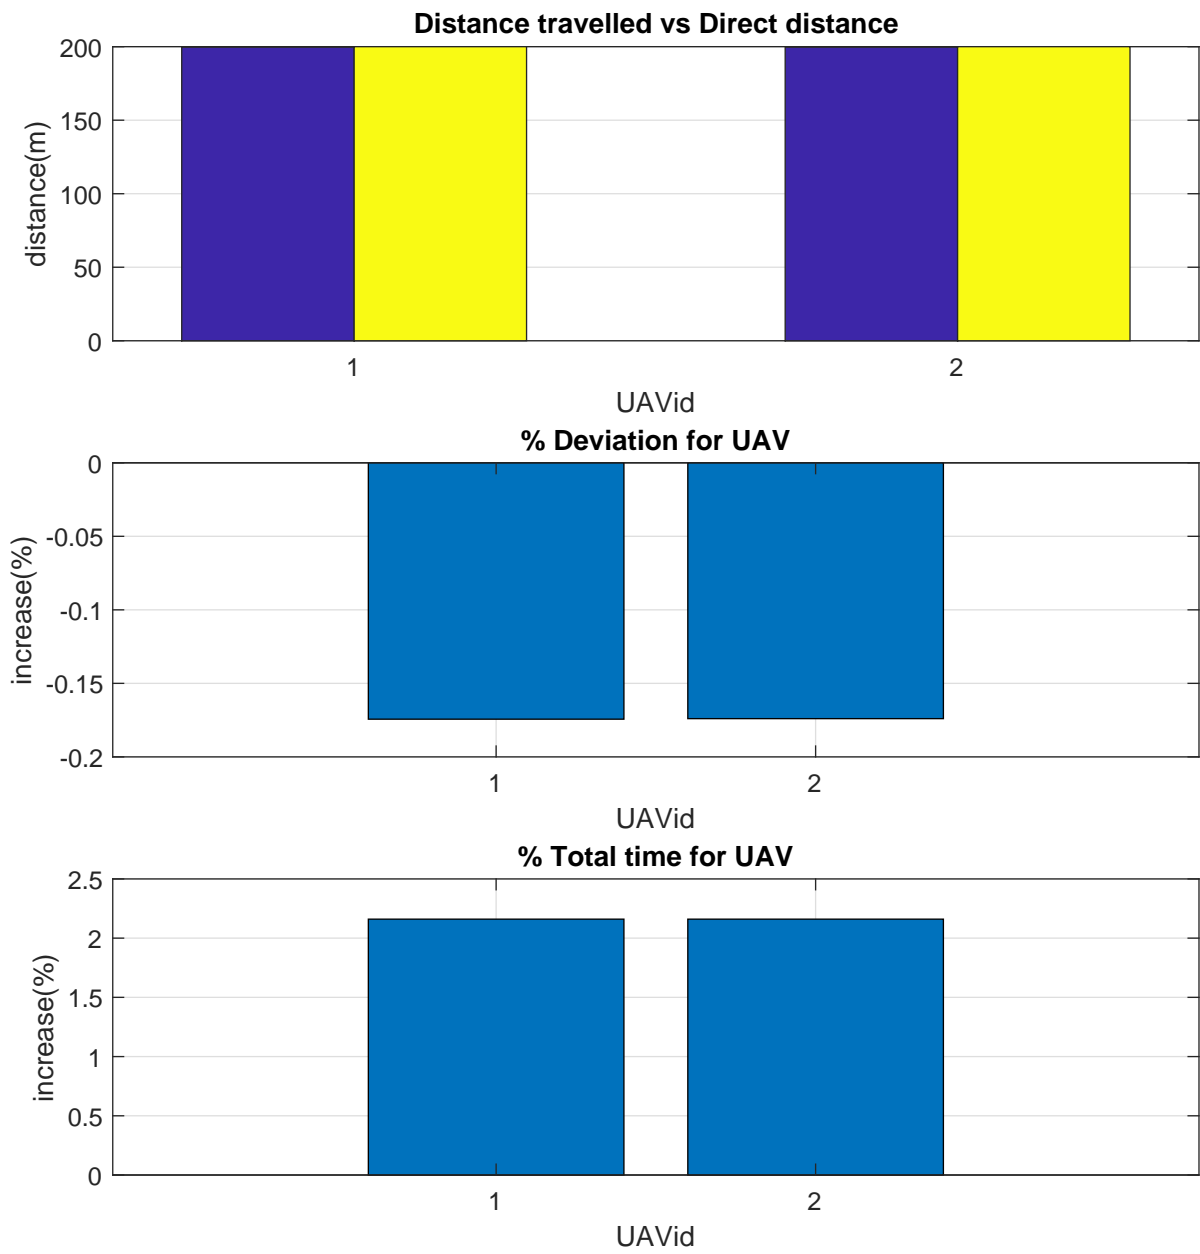 Distance travelled vs Direct distance
200
150
100
50
0
distance(m)
1 2
UAVid
% Deviation for UAV
0
-0.05
-0.1
-0.15
-0.2
increase(%)
1 2
UAVid
% Total time for UAV
2.5
2
1.5
1
0.5
0
increase(%)
1 2
UAVid